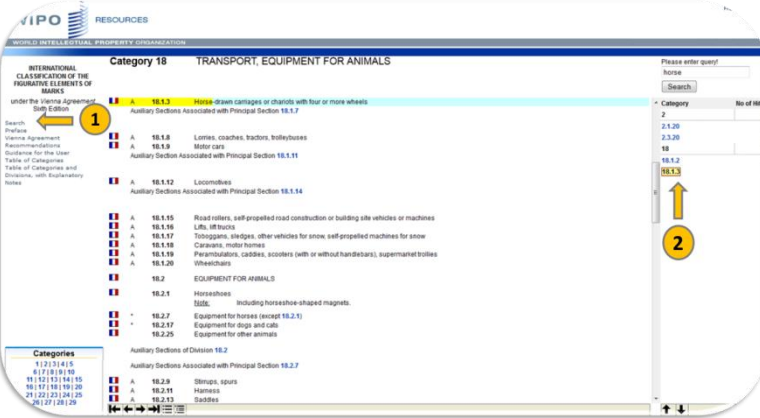 WIPO
RESOURCES
WORLD INTELLECTUAL PROPERTY ORGANIZATION
INTERNATIONAL
CLASSIFICATION OF THE
FIGURATIVE ELEMENTS OF
MARKS
under the Vienna Agreement
Sixth Edition
Search
Preface
Vienna Agreement
Recommendations
Guidance for the User
Table of Categories
Table of Categories and
Divisions, with Explanatory
Notes
1
Categories
1 | 2 | 3 | 4 | 5
6 | 7 | 8 | 9 | 10
11 | 12 | 13 | 14 | 15
16 | 17 | 18 | 19 | 20
21 | 22 | 23 | 24 | 25
26 | 27 | 28 | 29
Category 18 TRANSPORT, EQUIPMENT FOR ANIMALS
A 18.1.3 Horse-drawn carriages or chariots with four or more wheels
Auxiliary Sections Associated with Principal Section 18.1.7
A 18.1.8 Lorries, coaches, tractors, trolleybuses
A 18.1.9 Motor cars
Auxiliary Section Associated with Principal Section 18.1.11
A 18.1.12 Locomotives
Auxiliary Sections Associated with Principal Section 18.1.14
A 18.1.15 Road rollers, self-propelled road construction or building site vehicles or machines
A 18.1.16 Lifts, lift trucks
A 18.1.17 Toboggans, sledges, other vehicles for snow, self-propelled machines for snow
A 18.1.18 Caravans, motor homes
A 18.1.19 Perambulators, caddies, scooters (with or without handlebars), supermarket trollies
A 18.1.20 Wheelchairs
18.2 EQUIPMENT FOR ANIMALS
18.2.1 Horseshoes
Note: Including horseshoe-shaped magnets.
* 18.2.7 Equipment for horses (except 18.2.1)
* 18.2.17 Equipment for dogs and cats
18.2.25 Equipment for other animals
Auxiliary Sections of Division 18.2
Auxiliary Sections Associated with Principal Section 18.2.7
A 18.2.9 Stirrups, spurs
A 18.2.11 Harness
A 18.2.13 Saddles
Please enter query!
horse
Search
Category No of Hi
2
2.1.20
2.3.20
18
18.1.2
18.1.3
2